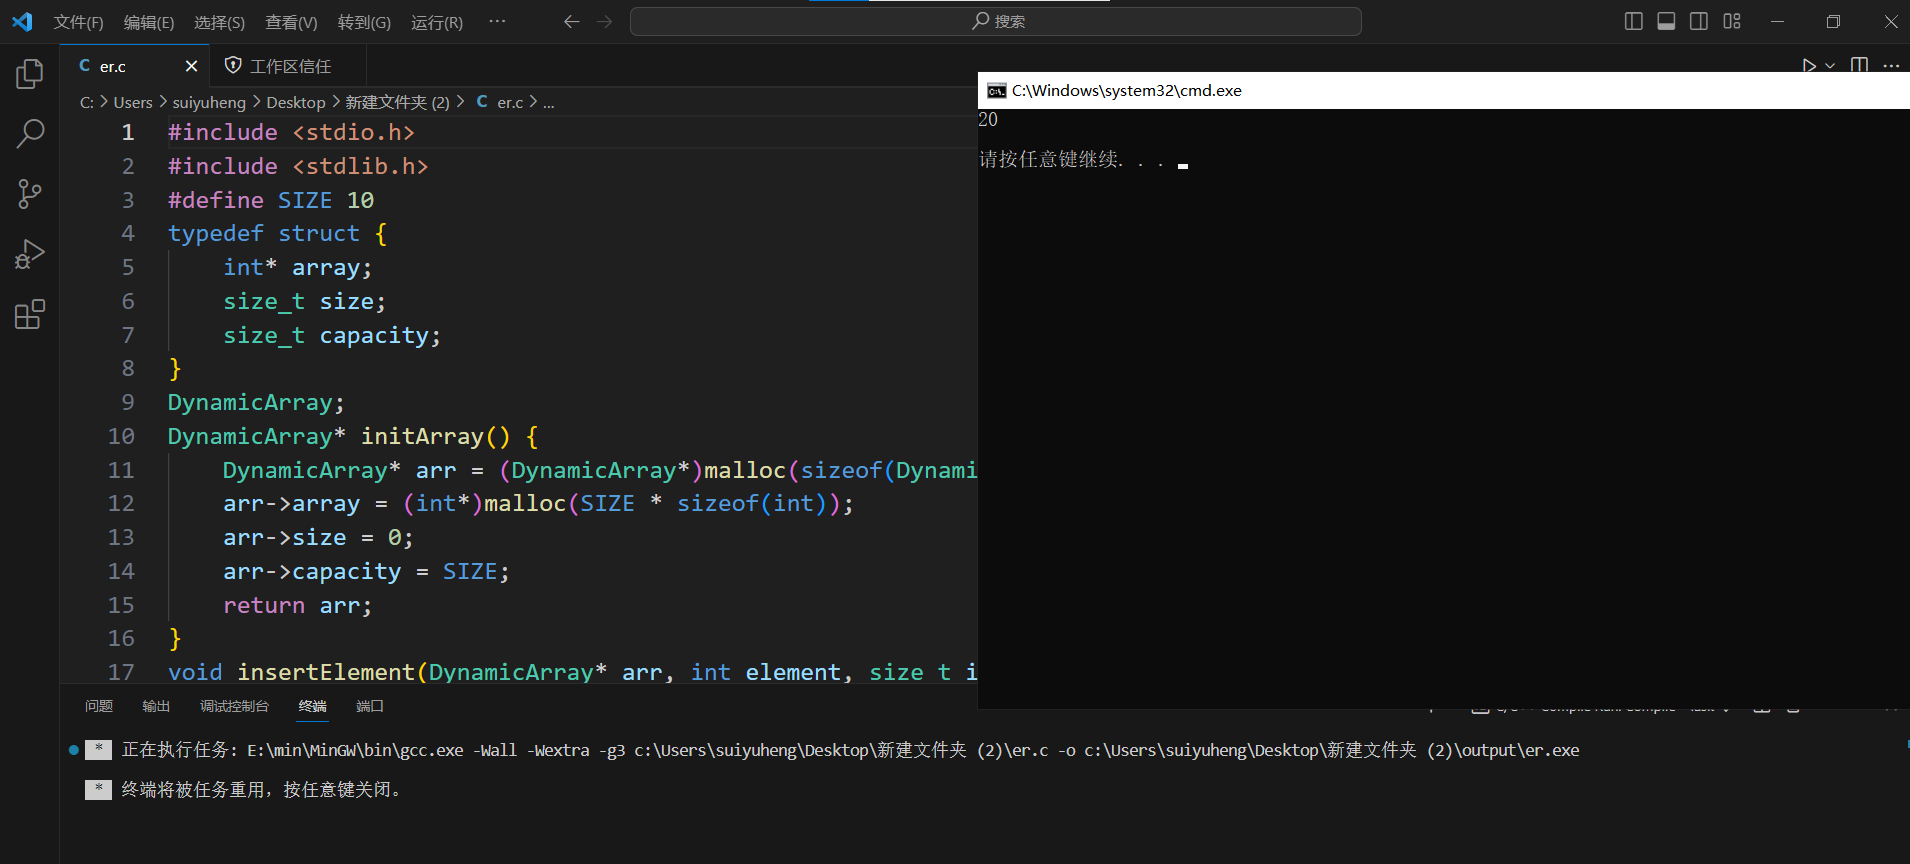 文件(F) 编辑(E) 选择(S) 查看(V) 转到(G) 运行(R) ··· 搜索
C er.c 工作区信任
C: > Users > suiyuheng > Desktop > 新建文件夹 (2) > C er.c > ...
1 #include <stdio.h>
2 #include <stdlib.h>
3 #define SIZE 10
4 typedef struct {
5 int* array;
6 size_t size;
7 size_t capacity;
8 }
9 DynamicArray;
10 DynamicArray* initArray() {
11 DynamicArray* arr = (DynamicArray*)malloc(sizeof(Dynami
12 arr->array = (int*)malloc(SIZE * sizeof(int));
13 arr->size = 0;
14 arr->capacity = SIZE;
15 return arr;
16 }
17 void insertElement(DynamicArray* arr, int element, size_t i
C:\Windows\system32\cmd.exe
20
请按任意键继续. . .
问题 输出 调试控制台 终端 端口
* 正在执行任务: E:\min\MinGW\bin\gcc.exe -Wall -Wextra -g3 c:\Users\suiyuheng\Desktop\新建文件夹 (2)\er.c -o c:\Users\suiyuheng\Desktop\新建文件夹 (2)\output\er.exe
* 终端将被任务重用，按任意键关闭。